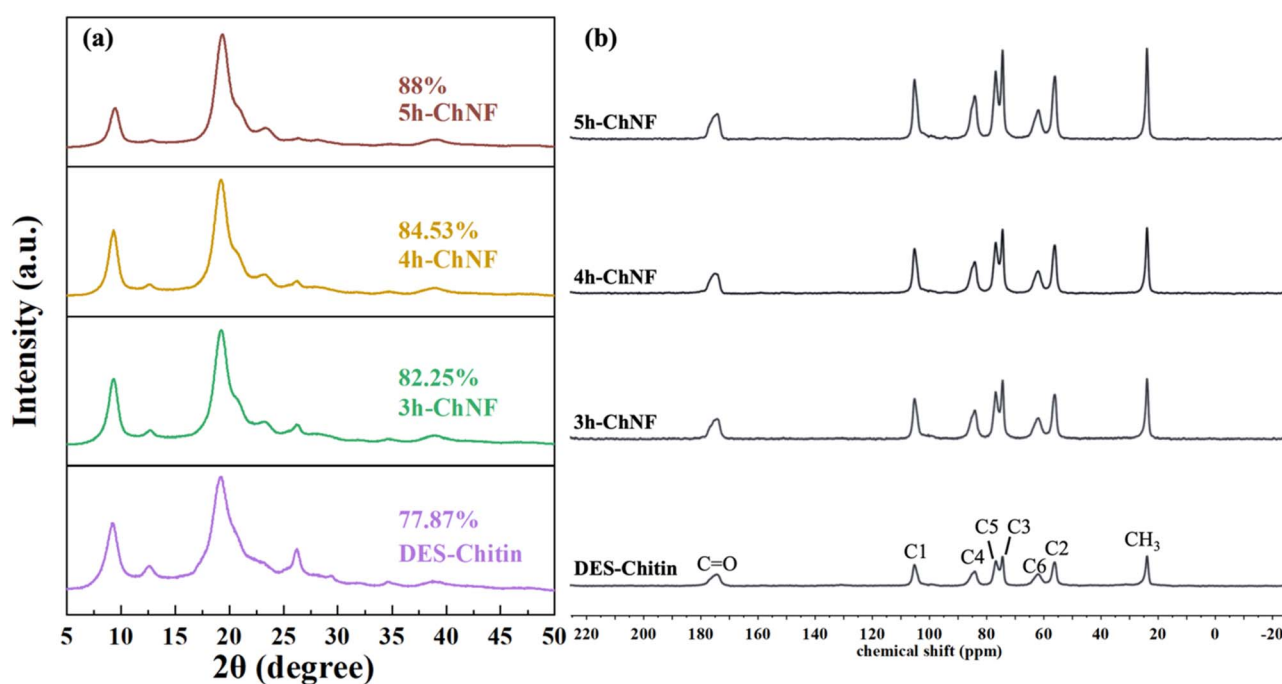 (a)
88%
5h-ChNF
84.53%
4h-ChNF
82.25%
3h-ChNF
77.87%
DES-Chitin
Intensity (a.u.)
5 10 15 20 25 30 35 40 45 50
2θ (degree)
(b)
5h-ChNF
4h-ChNF
3h-ChNF
DES-Chitin
C=O
C1
C4
C5
C3
C6
C2
CH3
220 200 180 160 140 120 100 80 60 40 20 0 -20
chemical shift (ppm)